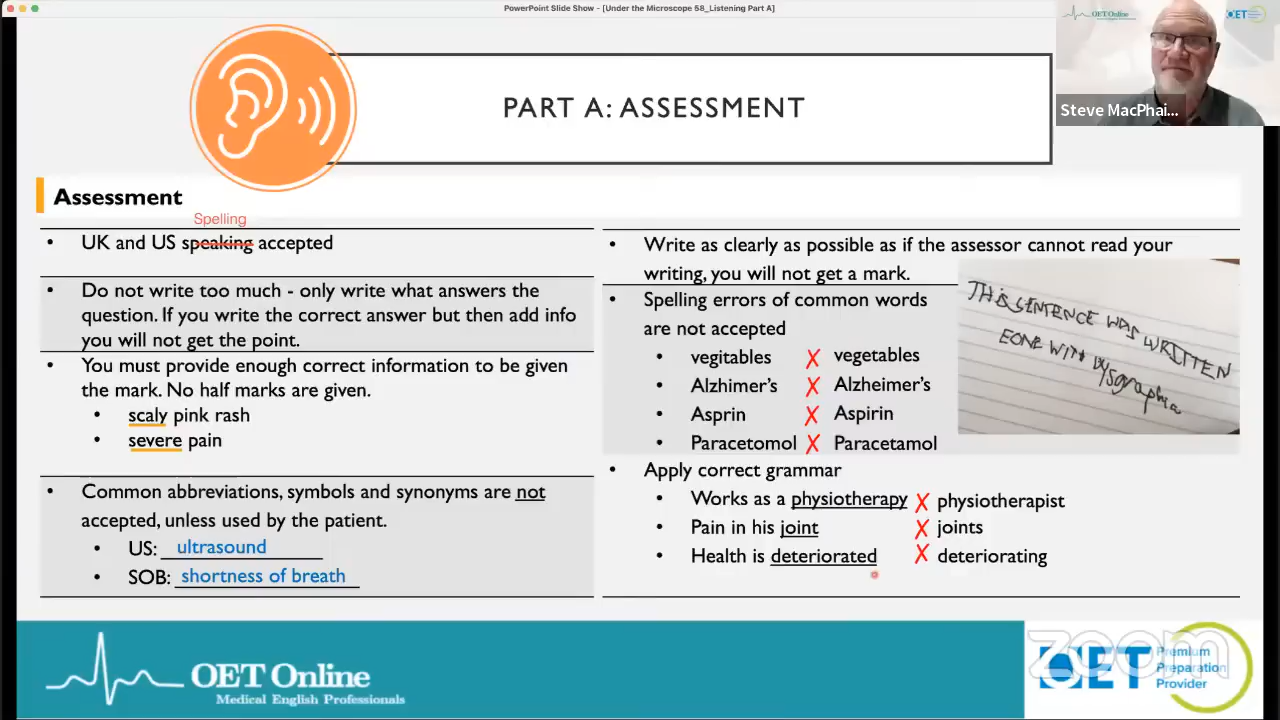 PowerPoint Slide Show - [Under the Microscope 58_Listening Part A]
OET Online
OET
Steve MacPhai...
PART A: ASSESSMENT
Assessment
Spelling
• UK and US speaking accepted
• Do not write too much - only write what answers the
question. If you write the correct answer but then add info
you will not get the point.
• You must provide enough correct information to be given
the mark. No half marks are given.
• scaly pink rash
• severe pain
• Common abbreviations, symbols and synonyms are not
accepted, unless used by the patient.
• US: ultrasound
• SOB: shortness of breath
• Write as clearly as possible as if the assessor cannot read your
writing, you will not get a mark.
• Spelling errors of common words
are not accepted
• vegitables ✗ vegetables
• Alzhimer's ✗ Alzheimer's
• Asprin ✗ Aspirin
• Paracetomol ✗ Paracetamol
THIS SENTENCE WAS WRITTEN
EONE WITH DYSgraphia
• Apply correct grammar
• Works as a physiotherapy ✗ physiotherapist
• Pain in his joint ✗ joints
• Health is deteriorated ✗ deteriorating
OET Online
Medical English Professionals
zoom
OET
Premium
Preparation
Provider